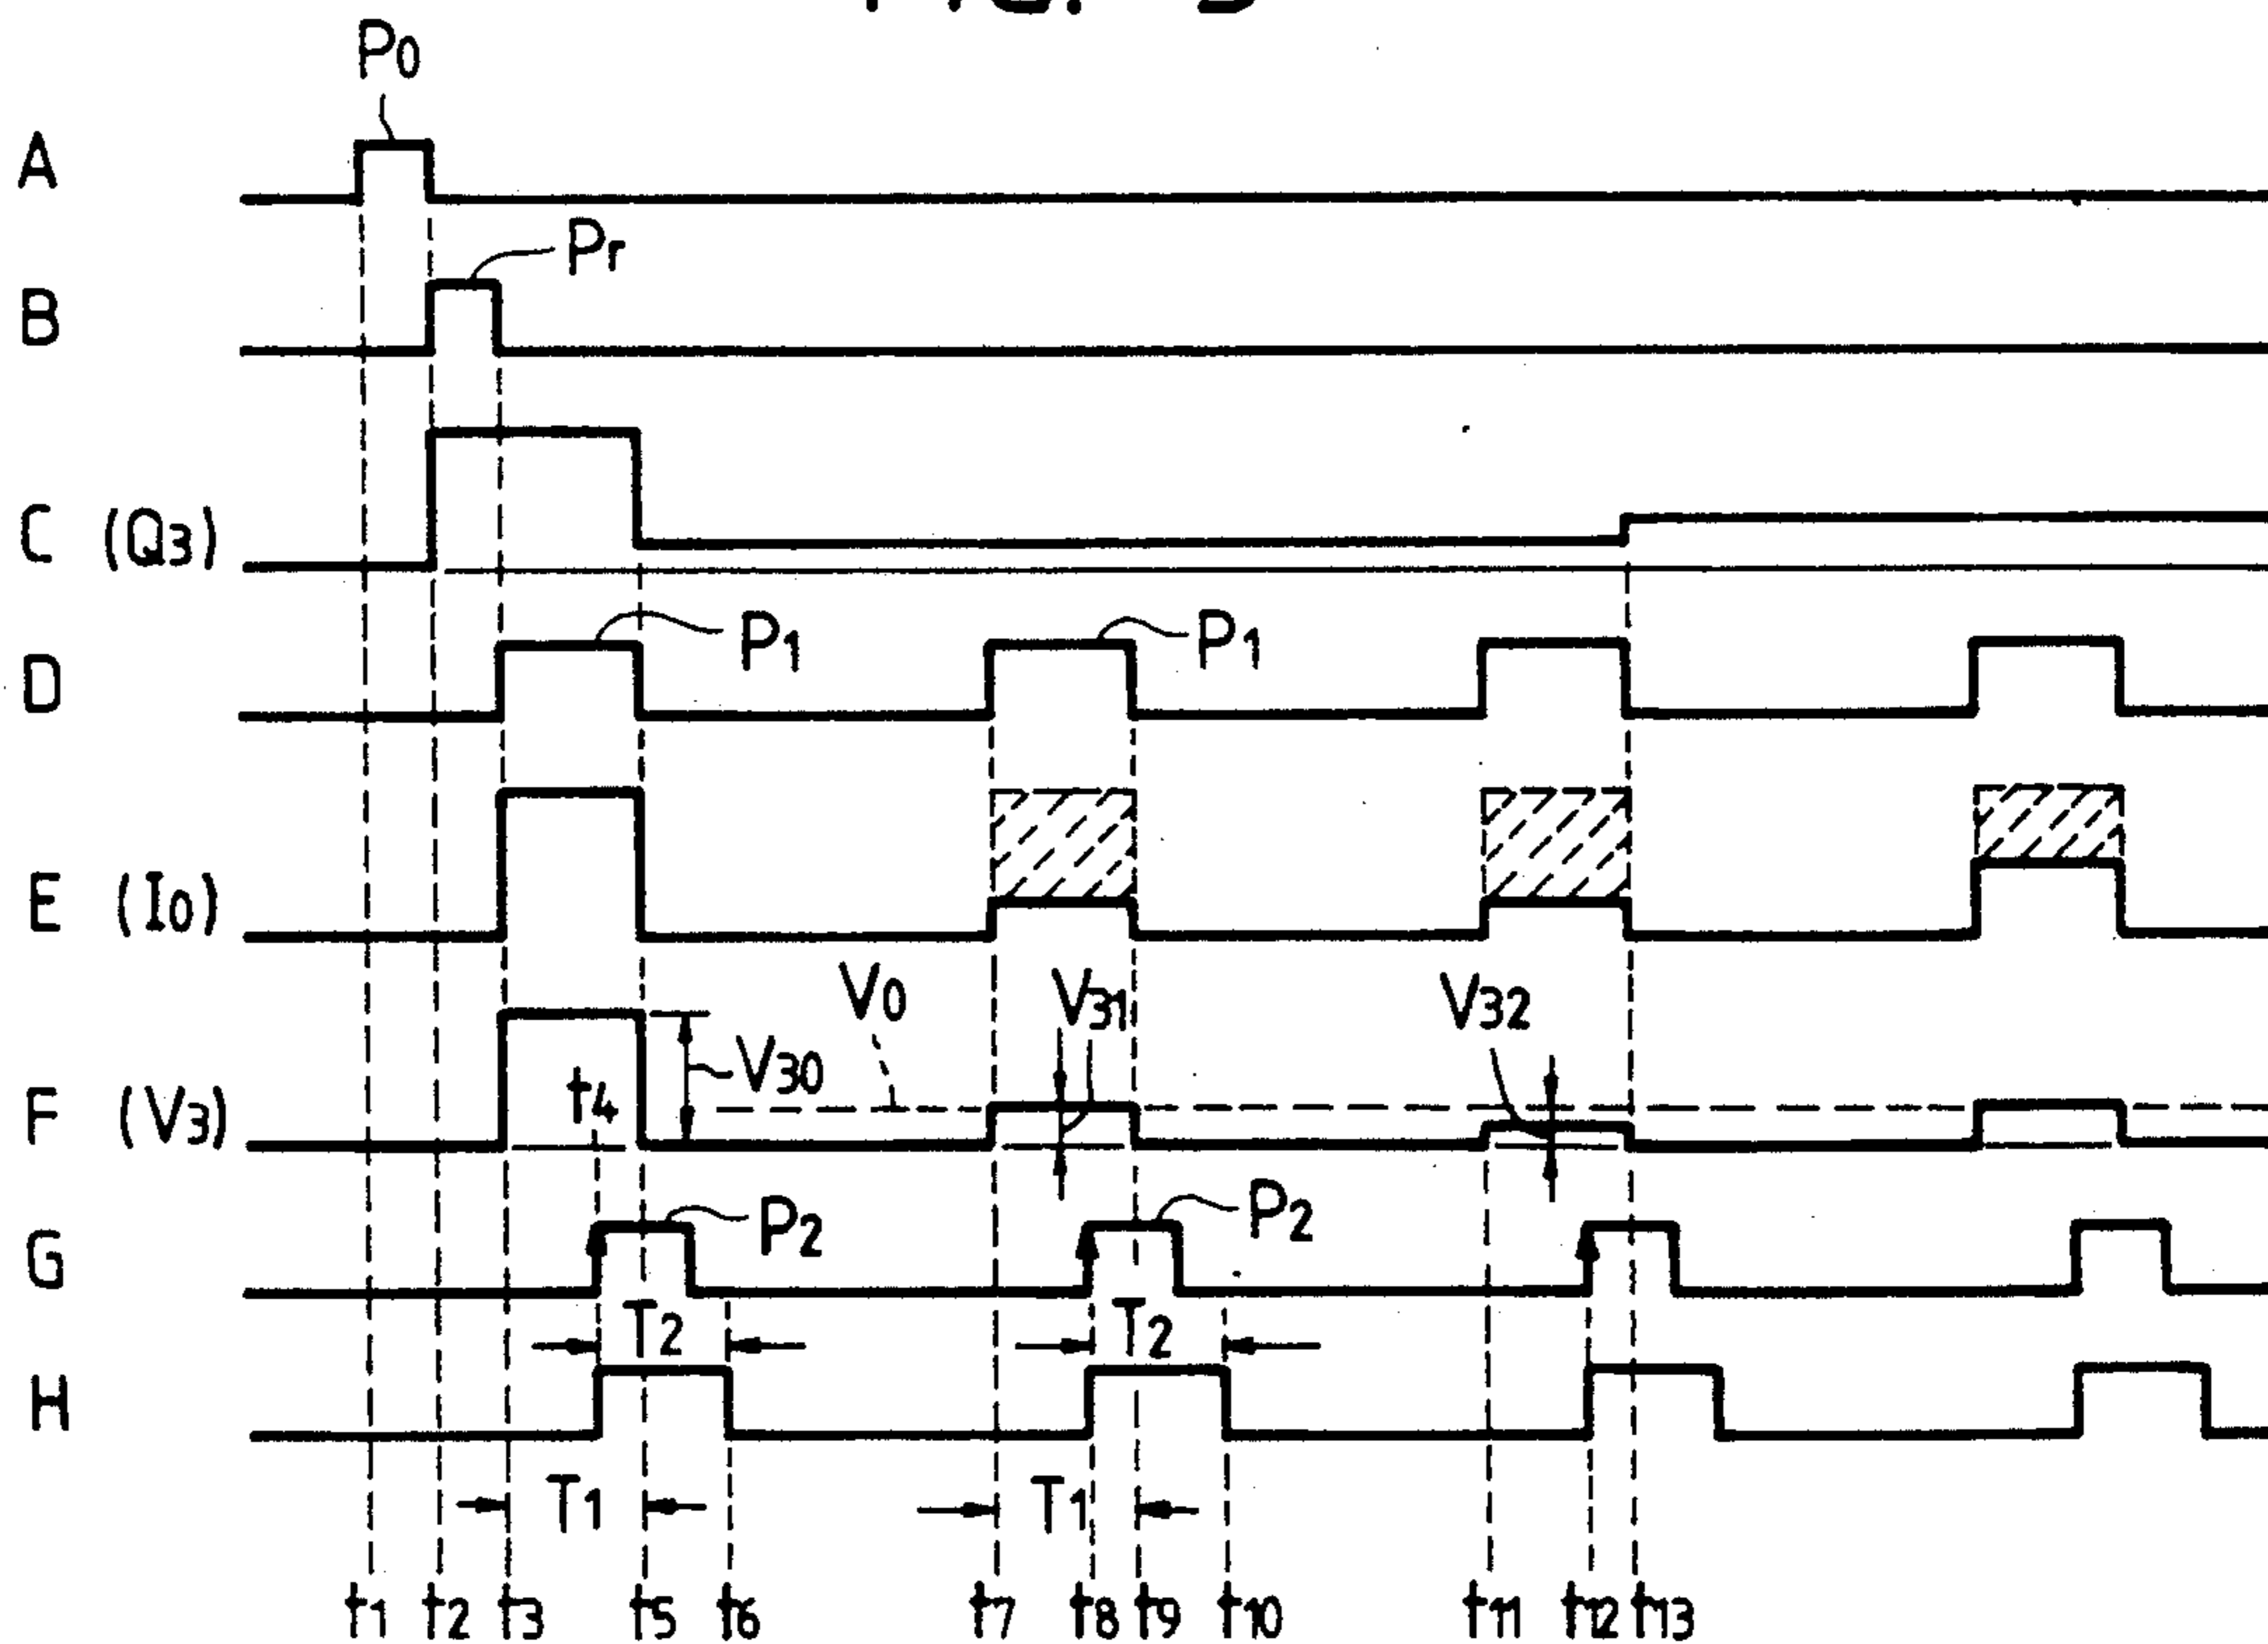 P0
A
Pr
B
C (Q3)
P1 P1
D
E (I0)
V0 V31 V32
V30
t4
F (V3)
P2 P2
G
T2 T2
H
T1 T1
t1 t2 t3 t5 t6 t7 t8 t9 t10 t11 t12 t13